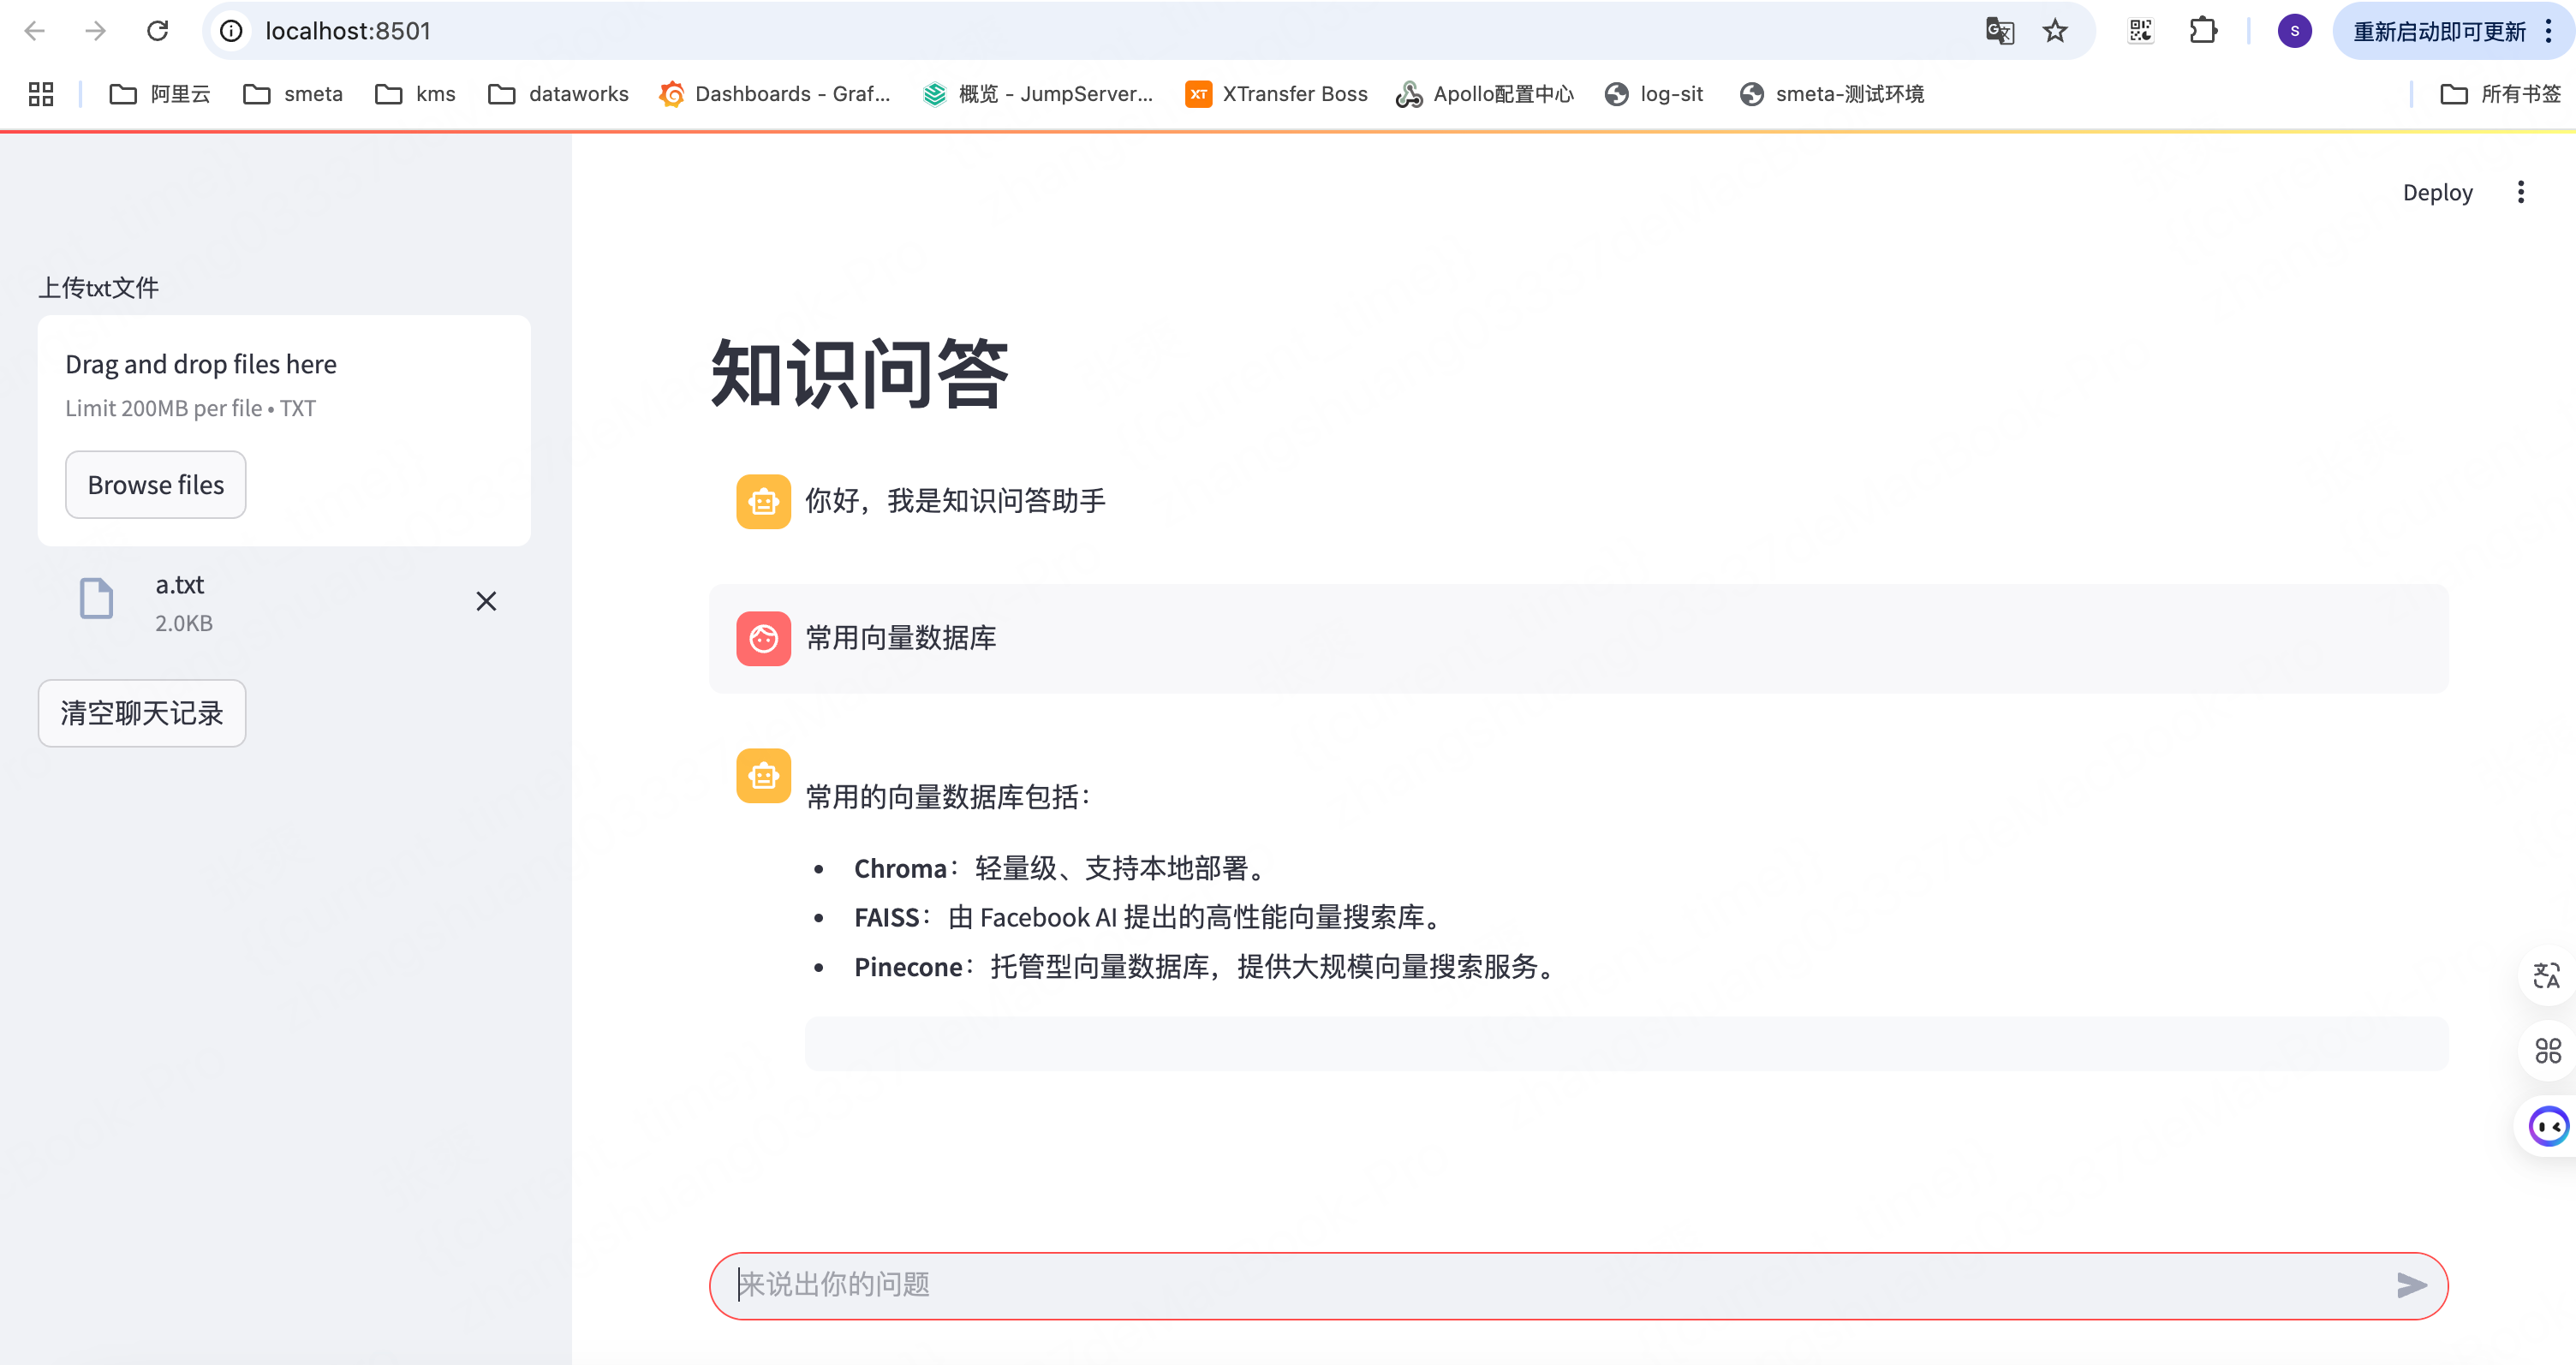 localhost:8501
s
重新启动即可更新
阿里云
smeta
kms
dataworks
Dashboards - Graf...
概览 - JumpServer...
XT
XTransfer Boss
Apollo配置中心
log-sit
smeta-测试环境
所有书签
Deploy
上传txt文件
Drag and drop files here
Limit 200MB per file • TXT
Browse files
a.txt
2.0KB
清空聊天记录
知识问答
你好，我是知识问答助手
常用向量数据库
常用的向量数据库包括：
• Chroma：轻量级、支持本地部署。
• FAISS：由 Facebook AI 提出的高性能向量搜索库。
• Pinecone：托管型向量数据库，提供大规模向量搜索服务。
来说出你的问题